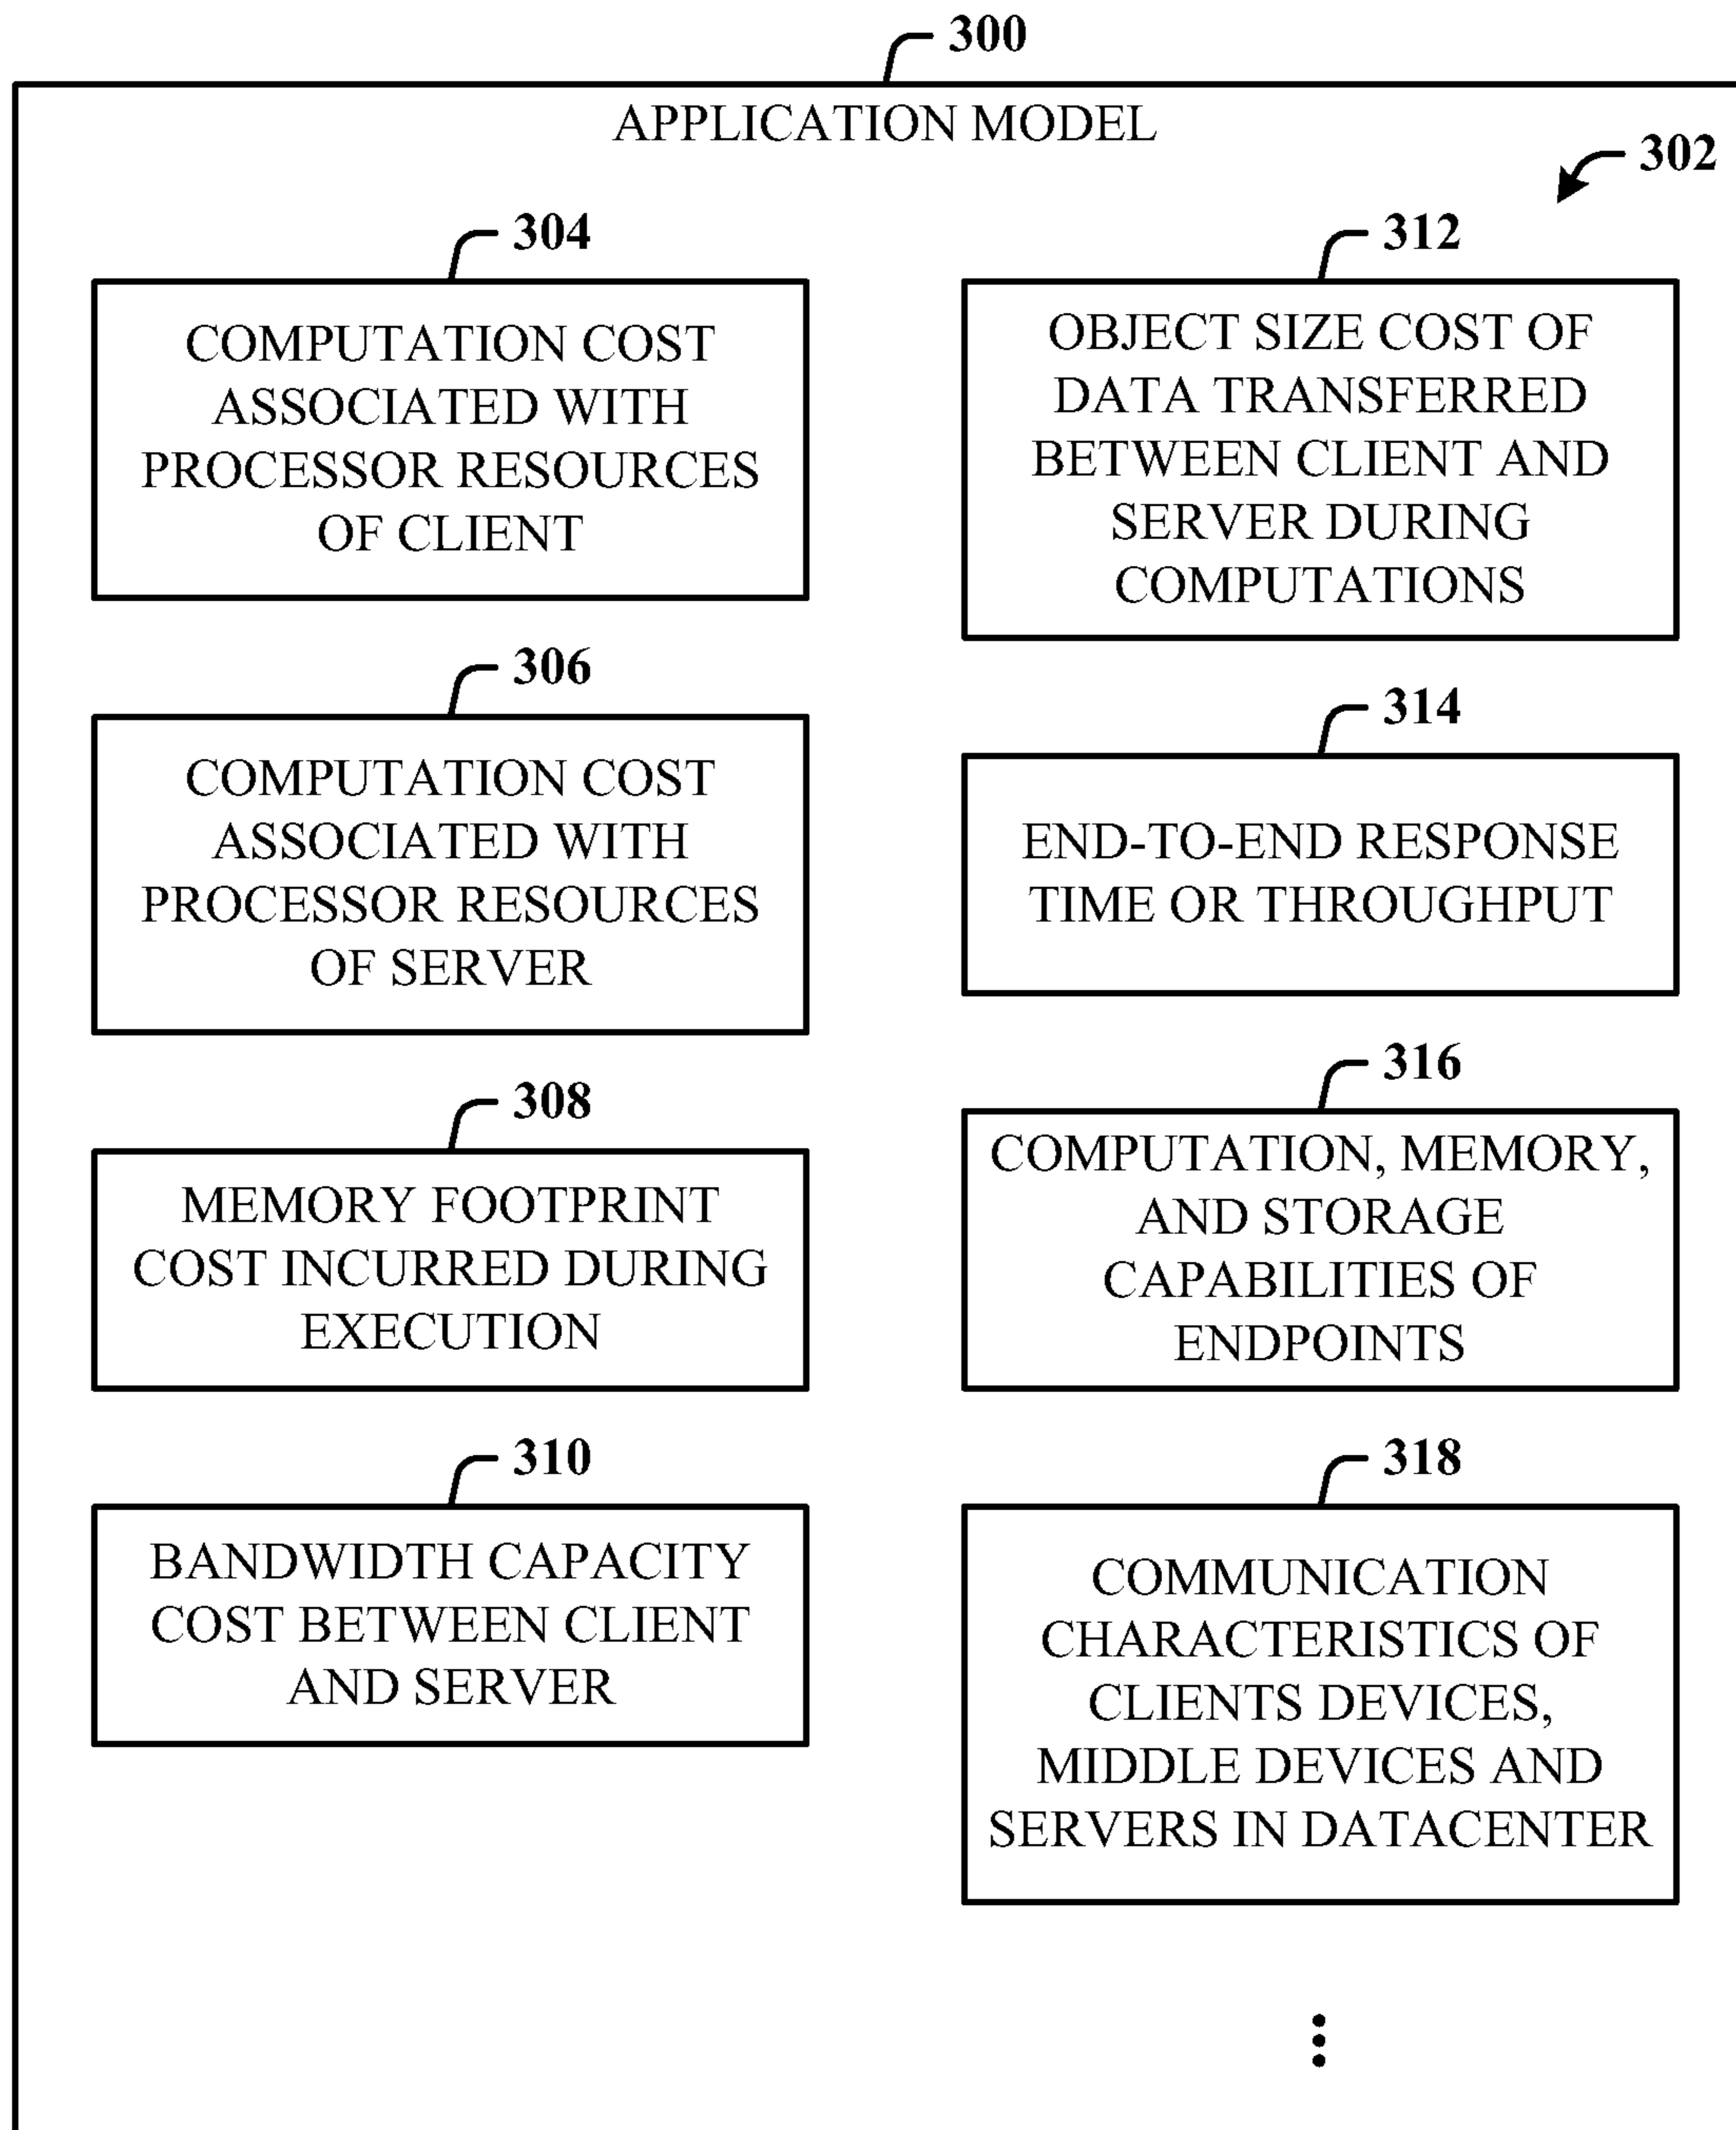 300
APPLICATION MODEL
302
304
COMPUTATION COST
ASSOCIATED WITH
PROCESSOR RESOURCES
OF CLIENT
306
COMPUTATION COST
ASSOCIATED WITH
PROCESSOR RESOURCES
OF SERVER
308
MEMORY FOOTPRINT
COST INCURRED DURING
EXECUTION
310
BANDWIDTH CAPACITY
COST BETWEEN CLIENT
AND SERVER
312
OBJECT SIZE COST OF
DATA TRANSFERRED
BETWEEN CLIENT AND
SERVER DURING
COMPUTATIONS
314
END-TO-END RESPONSE
TIME OR THROUGHPUT
316
COMPUTATION, MEMORY,
AND STORAGE
CAPABILITIES OF
ENDPOINTS
318
COMMUNICATION
CHARACTERISTICS OF
CLIENTS DEVICES,
MIDDLE DEVICES AND
SERVERS IN DATACENTER